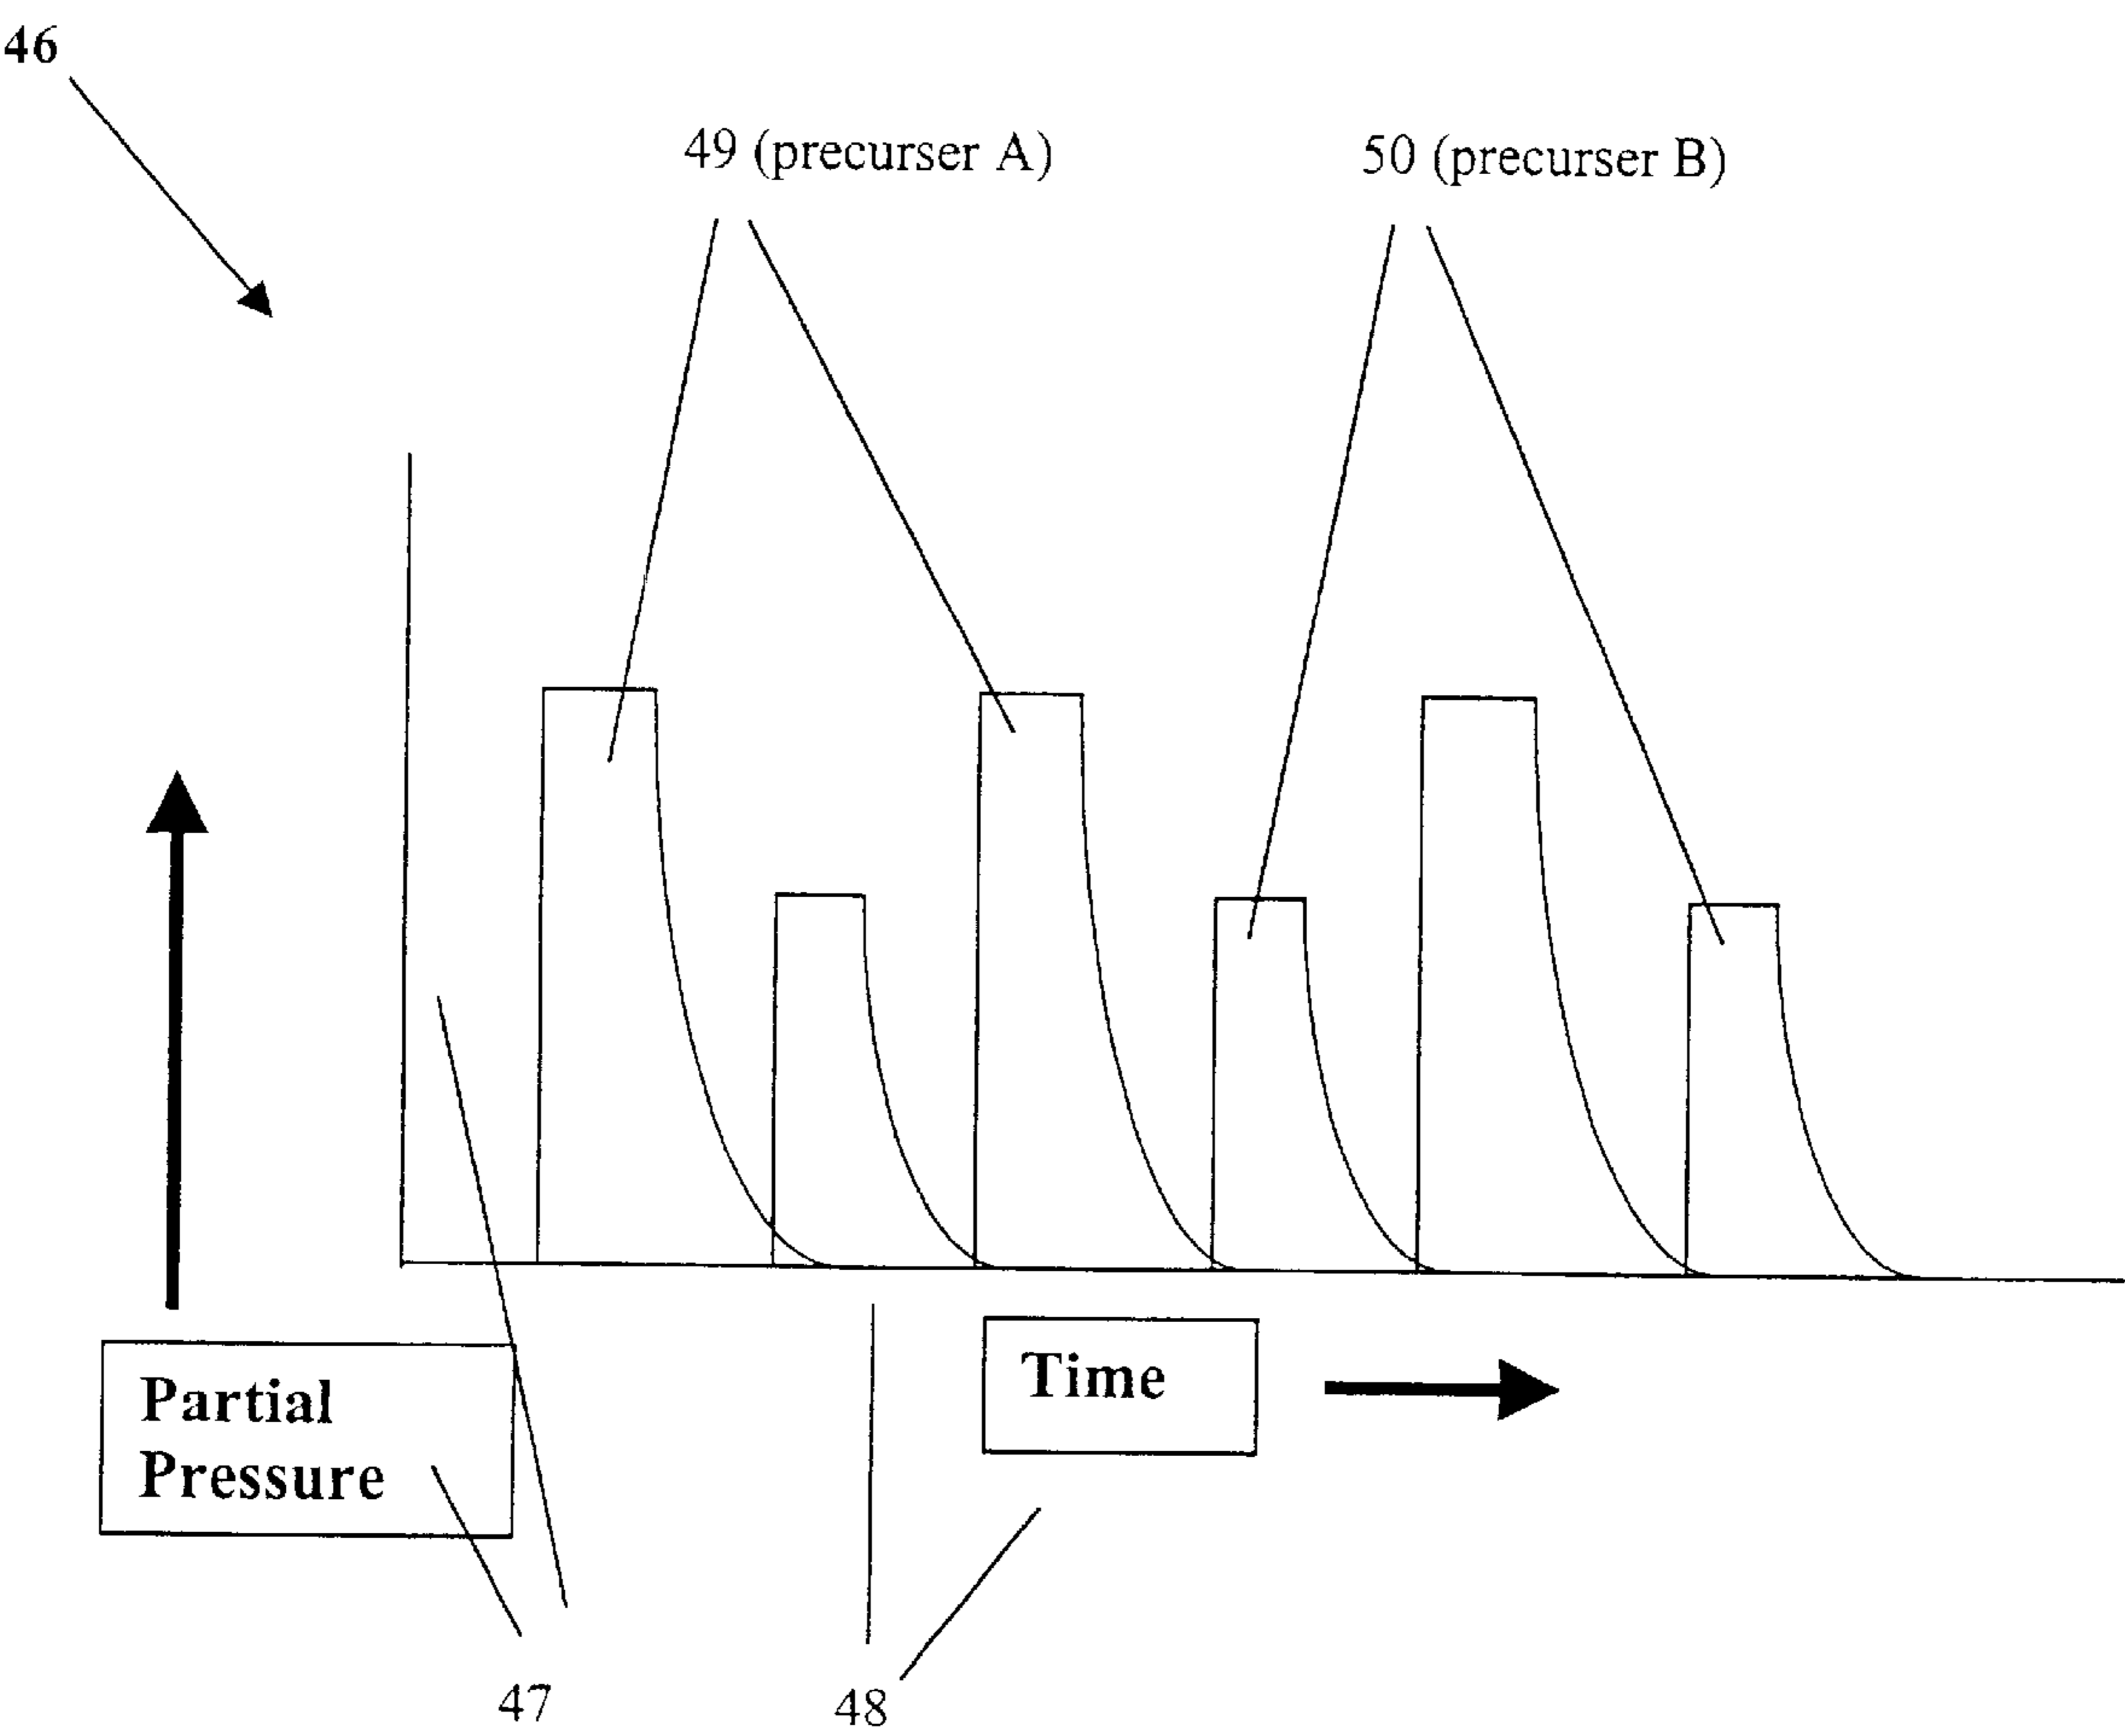 46
49 (precurser A)
50 (precurser B)
Time
Partial
Pressure
47
48